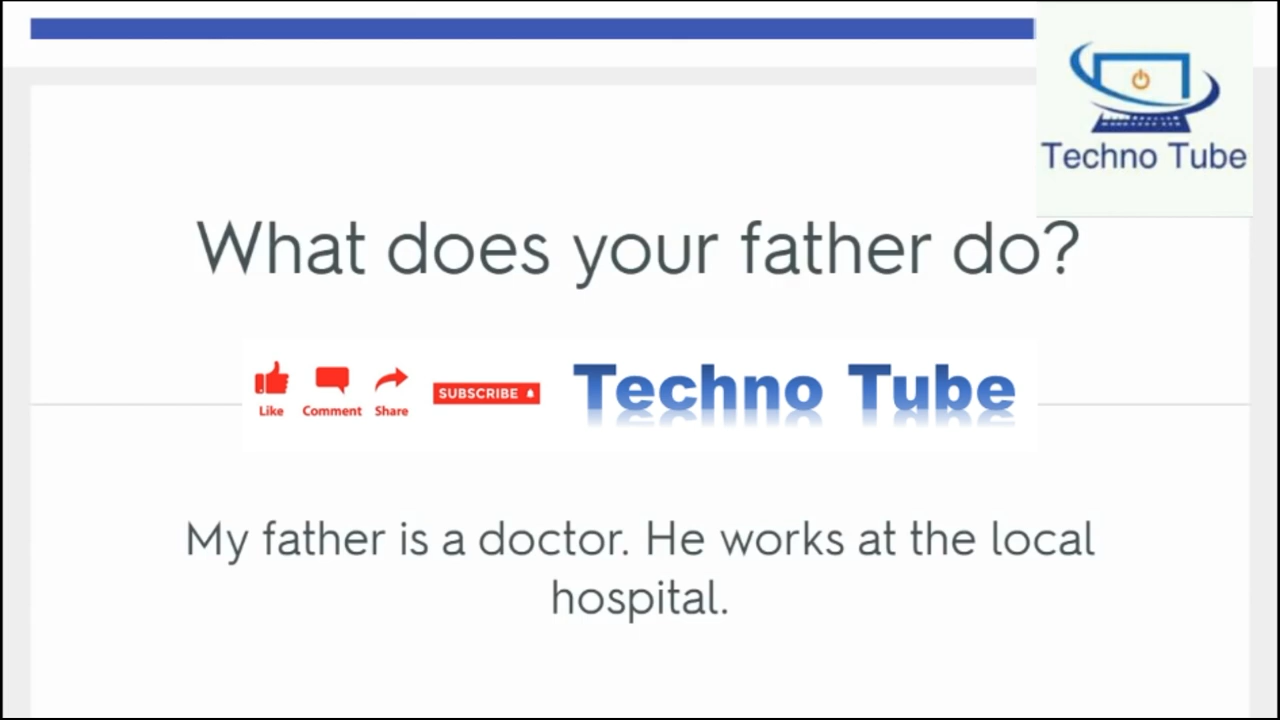 Techno Tube
What does your father do?
Like Comment Share SUBSCRIBE Techno Tube
My father is a doctor. He works at the local
hospital.